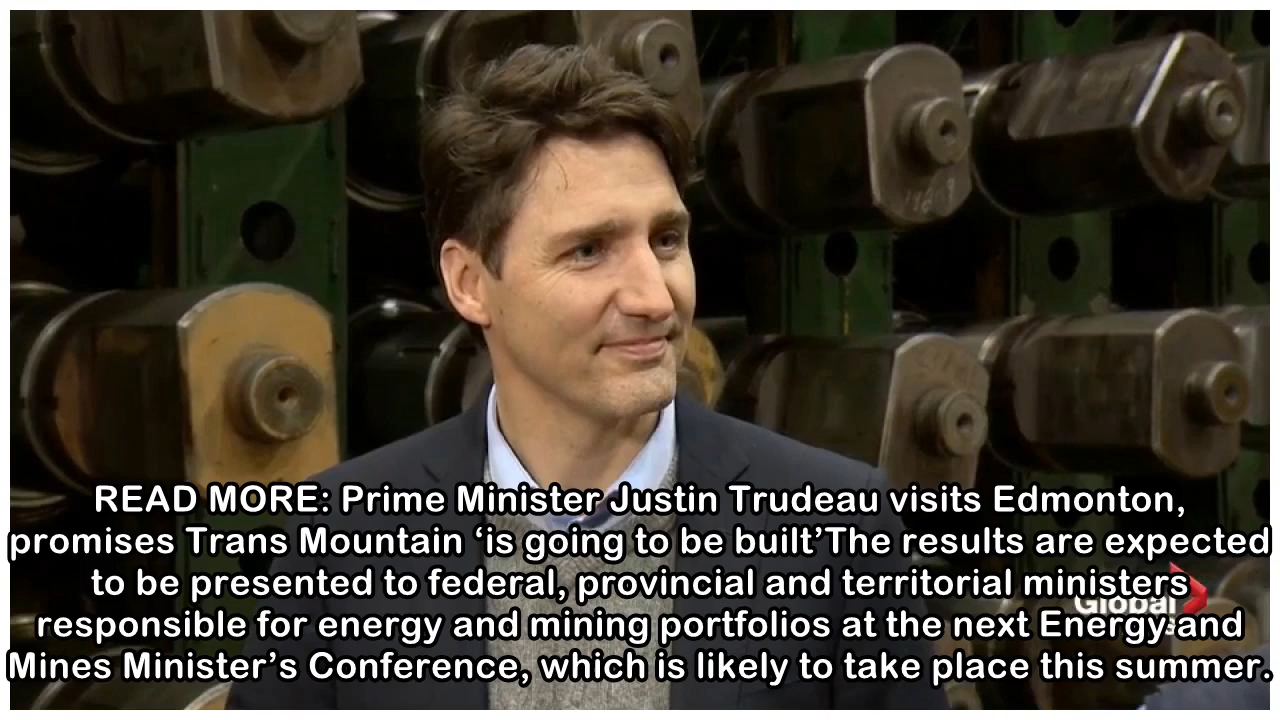 READ MORE: Prime Minister Justin Trudeau visits Edmonton,
promises Trans Mountain ‘is going to be built’The results are expected
to be presented to federal, provincial and territorial ministers
Global
responsible for energy and mining portfolios at the next Energy and
Mines Minister’s Conference, which is likely to take place this summer.